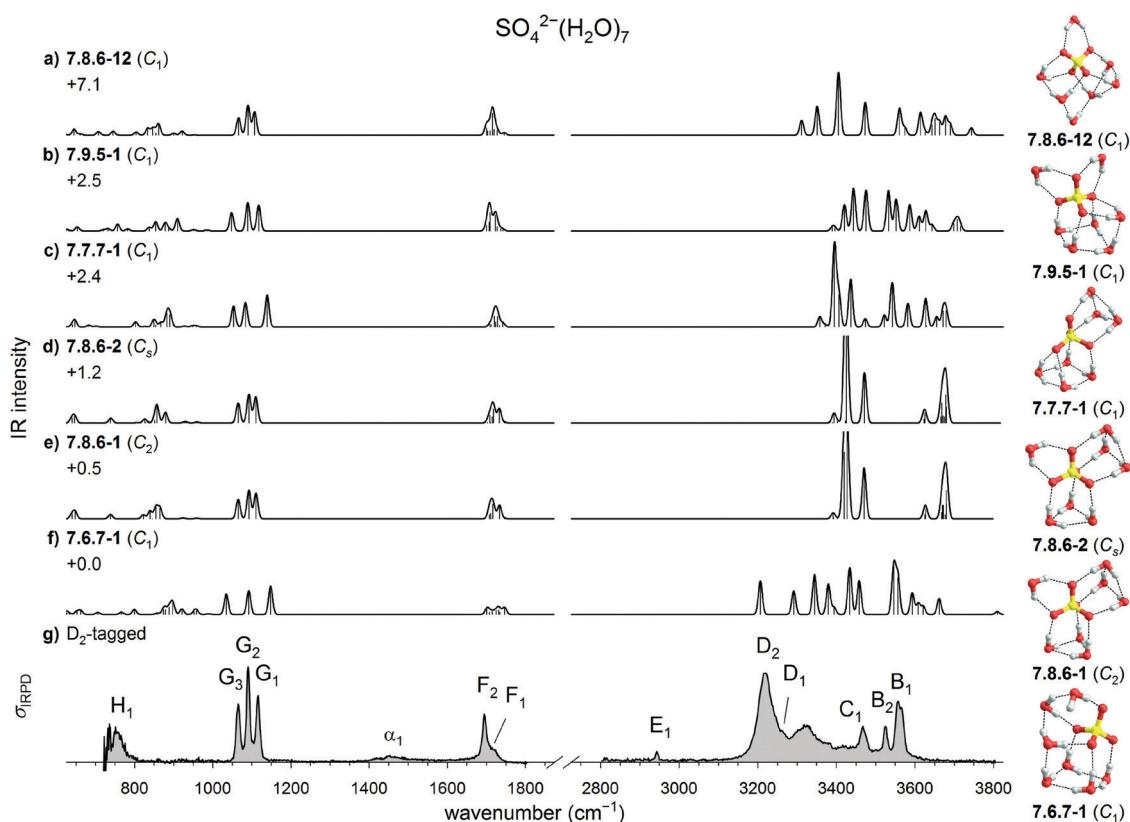 SO₄²⁻(H₂O)₇
a) 7.8.6-12 (C₁)
+7.1
7.8.6-12 (C₁)
b) 7.9.5-1 (C₁)
+2.5
7.9.5-1 (C₁)
c) 7.7.7-1 (C₁)
+2.4
7.7.7-1 (C₁)
d) 7.8.6-2 (Cₛ)
+1.2
7.8.6-2 (Cₛ)
e) 7.8.6-1 (C₂)
+0.5
7.8.6-1 (C₂)
f) 7.6.7-1 (C₁)
+0.0
7.6.7-1 (C₁)
IR intensity
g) D₂-tagged
σIRPD
H₁ G₃ G₂ G₁ α₁ F₂ F₁ E₁ D₂ D₁ C₁ B₂ B₁
800 1000 1200 1400 1600 1800 2800 3000 3200 3400 3600 3800
wavenumber (cm⁻¹)